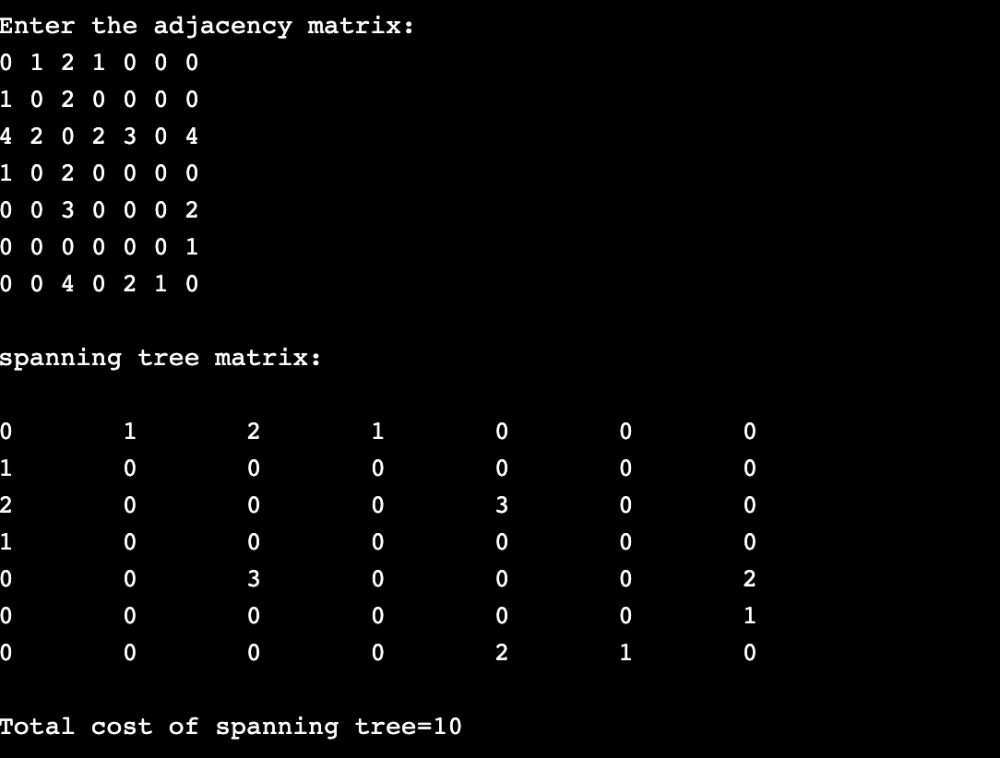 Enter the adjacency matrix:
0 1 2 1 0 0 0
1 0 2 0 0 0 0
4 2 0 2 3 0 4
1 0 2 0 0 0 0
0 0 3 0 0 0 2
0 0 0 0 0 0 1
0 0 4 0 2 1 0
spanning tree matrix:
0 1 2 1 0 0 0
1 0 0 0 0 0 0
2 0 0 0 3 0 0
1 0 0 0 0 0 0
0 0 3 0 0 0 2
0 0 0 0 0 0 1
0 0 0 0 2 1 0
Total cost of spanning tree=10